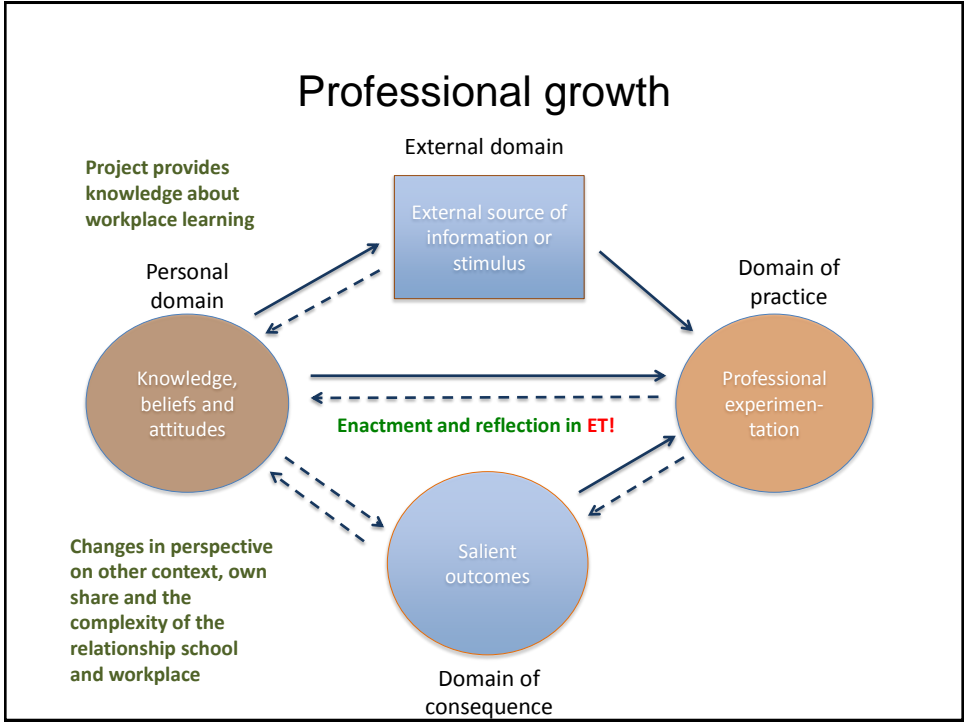 Professional growth
External domain
Project provides
knowledge about
workplace learning
External source of
information or
stimulus
Personal
domain
Domain of
practice
Knowledge,
beliefs and
attitudes
Professional
experimen-
tation
Enactment and reflection in ET!
Changes in perspective
on other context, own
share and the
complexity of the
relationship school
and workplace
Salient
outcomes
Domain of
consequence